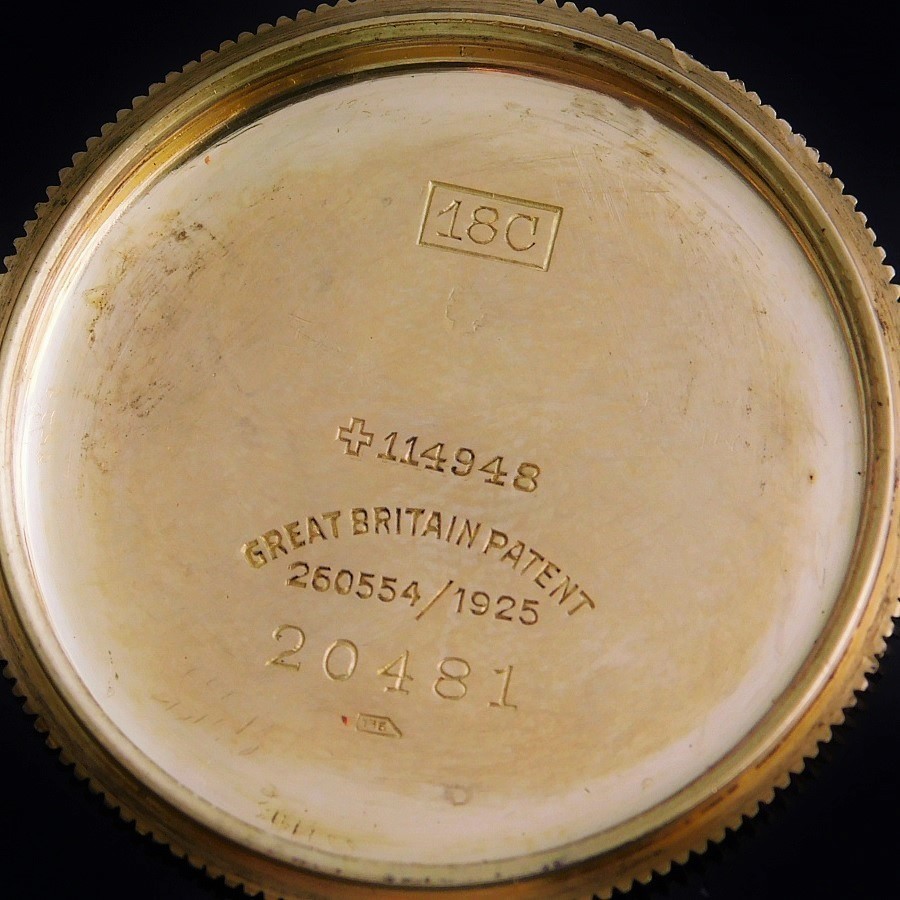 18C
✚114948
GREAT BRITAIN PATENT
260554/1925
20481